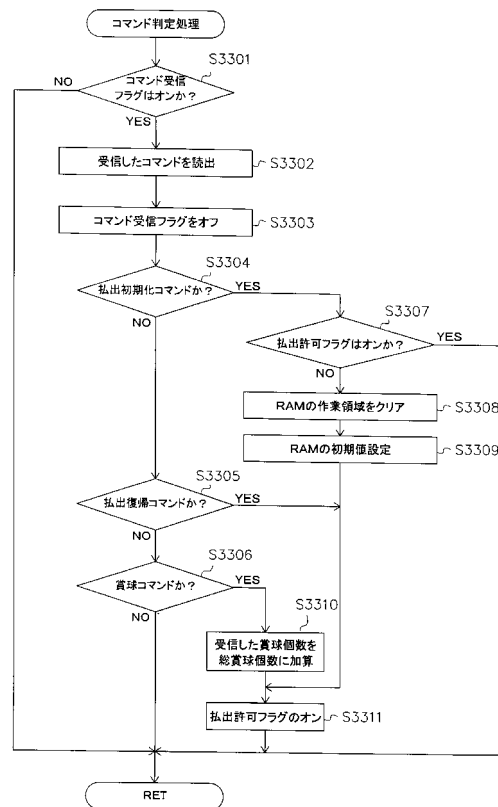 コマンド判定処理
S3301
コマンド受信
フラグはオンか？
NO
YES
受信したコマンドを読出
S3302
コマンド受信フラグをオフ
S3303
S3304
払出初期化コマンドか？
YES
NO
S3307
払出許可フラグはオンか？
YES
NO
RAMの作業領域をクリア
S3308
RAMの初期値設定
S3309
S3305
払出復帰コマンドか？
YES
NO
S3306
賞球コマンドか？
YES
NO
S3310
受信した賞球個数を
総賞球個数に加算
払出許可フラグのオン
S3311
RET